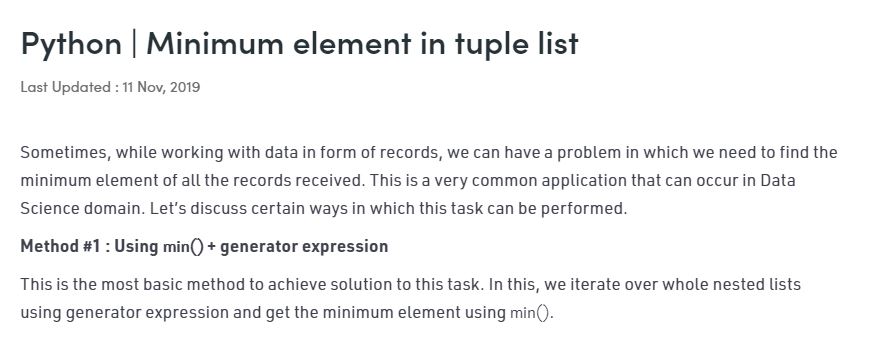 Python | Minimum element in tuple list
Last Updated : 11 Nov, 2019
Sometimes, while working with data in form of records, we can have a problem in which we need to find the
minimum element of all the records received. This is a very common application that can occur in Data
Science domain. Let’s discuss certain ways in which this task can be performed.
Method #1 : Using min() + generator expression
This is the most basic method to achieve solution to this task. In this, we iterate over whole nested lists
using generator expression and get the minimum element using min().